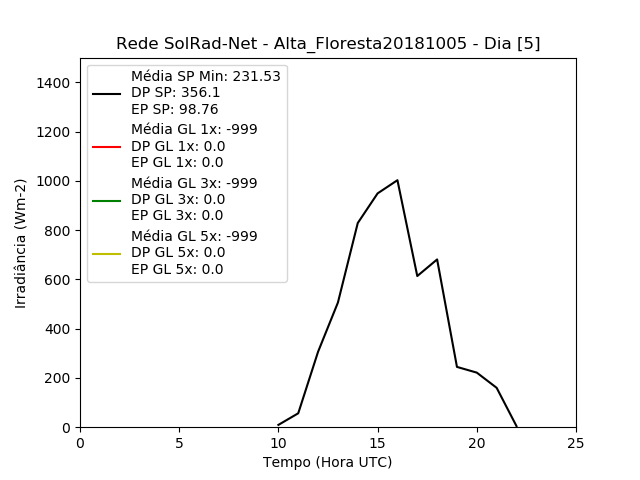 Rede SolRad-Net - Alta_Floresta20181005 - Dia [5]
Média SP Min: 231.53
DP SP: 356.1
EP SP: 98.76
Média GL 1x: -999
DP GL 1x: 0.0
EP GL 1x: 0.0
Média GL 3x: -999
DP GL 3x: 0.0
EP GL 3x: 0.0
Média GL 5x: -999
DP GL 5x: 0.0
EP GL 5x: 0.0
Irradiância (Wm-2)
1400
1200
1000
800
600
400
200
0
0 5 10 15 20 25
Tempo (Hora UTC)